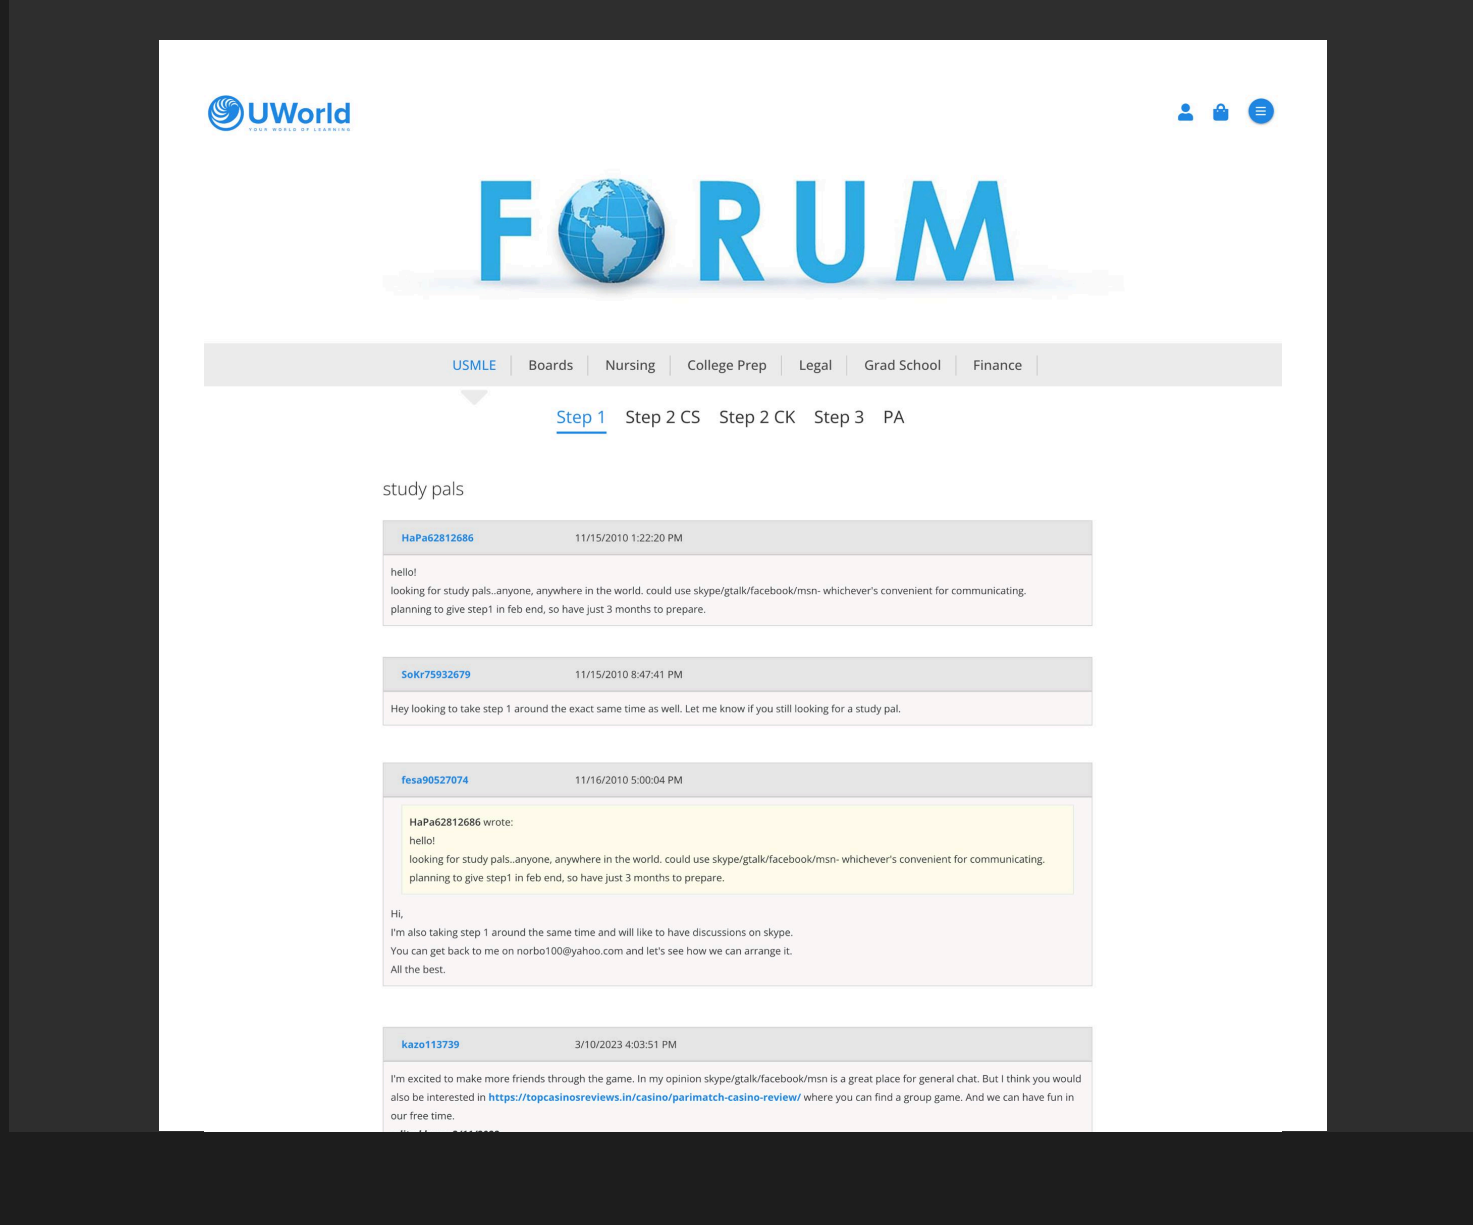 UWorld
YOUR WORLD OF LEARNING
FORUM
USMLE Boards Nursing College Prep Legal Grad School Finance
Step 1 Step 2 CS Step 2 CK Step 3 PA
study pals
HaPa62812686 11/15/2010 1:22:20 PM
hello!
looking for study pals..anyone, anywhere in the world. could use skype/gtalk/facebook/msn- whichever's convenient for communicating.
planning to give step1 in feb end, so have just 3 months to prepare.
SoKr75932679 11/15/2010 8:47:41 PM
Hey looking to take step 1 around the exact same time as well. Let me know if you still looking for a study pal.
fesa90527074 11/16/2010 5:00:04 PM
HaPa62812686 wrote:
hello!
looking for study pals..anyone, anywhere in the world. could use skype/gtalk/facebook/msn- whichever's convenient for communicating.
planning to give step1 in feb end, so have just 3 months to prepare.
Hi,
I'm also taking step 1 around the same time and will like to have discussions on skype.
You can get back to me on norbo100@yahoo.com and let's see how we can arrange it.
All the best.
kazo113739 3/10/2023 4:03:51 PM
I'm excited to make more friends through the game. In my opinion skype/gtalk/facebook/msn is a great place for general chat. But I think you would
also be interested in https://topcasinosreviews.in/casino/parimatch-casino-review/ where you can find a group game. And we can have fun in
our free time.